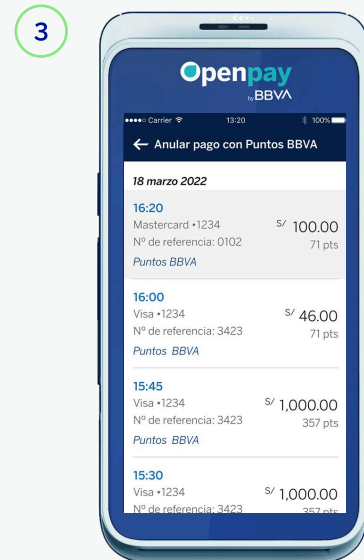 3
Openpay
by BBVA
Carrier 13:20 100%
← Anular pago con Puntos BBVA
18 marzo 2022
16:20
Mastercard •1234 S/ 100.00
Nº de referencia: 0102 71 pts
Puntos BBVA
16:00
Visa •1234 S/ 46.00
Nº de referencia: 3423 71 pts
Puntos BBVA
15:45
Visa •1234 S/ 1,000.00
Nº de referencia: 3423 357 pts
Puntos BBVA
15:30
Visa •1234 S/ 1,000.00
Nº de referencia: 3423 357 pts